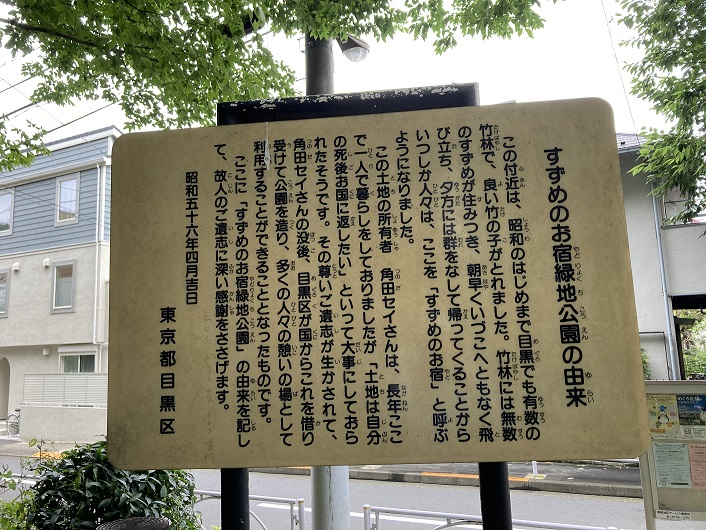 すずめのお宿緑地公園の由来
この付近は、昭和のはじめまで目黒でも有数の
竹林で、良い竹の子がとれました。竹林には無数
のすずめが住みつき、朝早くいづこへともなく飛
び立ち、夕方には群をなして帰ってくることから
いつしか人々は、ここを「すずめのお宿」と呼ぶ
ようになりました。
この土地の所有者 角田セイさんは、長年ここ
で一人で暮らしをしておりましたが「土地は自分
の死後お国に返したい」といって大事にしておら
れたそうです。その尊いご遺志が生かされて、
角田セイさんの没後、目黒区が国からこれを借り
受けて公園を造り、多くの人々の憩いの場として
利用することができることとなったものです。
ここに「すずめのお宿緑地公園」の由来を記し
て、故人のご遺志に深い感謝をささげます。
昭和五十六年四月吉日
東京都目黒区